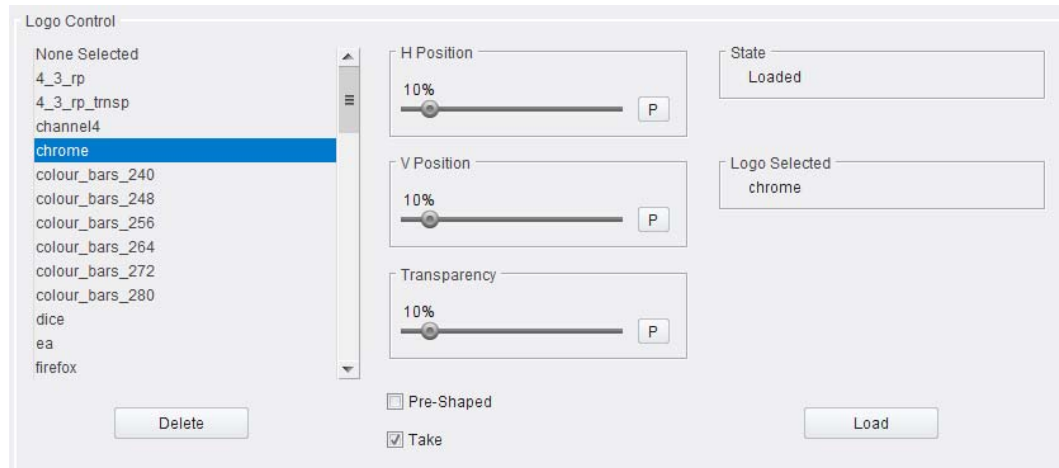 Logo Control
None Selected
4_3_rp
4_3_rp_trnsp
channel4
chrome
colour_bars_240
colour_bars_248
colour_bars_256
colour_bars_264
colour_bars_272
colour_bars_280
dice
ea
firefox
Delete
H Position
10%
P
V Position
10%
P
Transparency
10%
P
Pre-Shaped
Take
State
Loaded
Logo Selected
chrome
Load